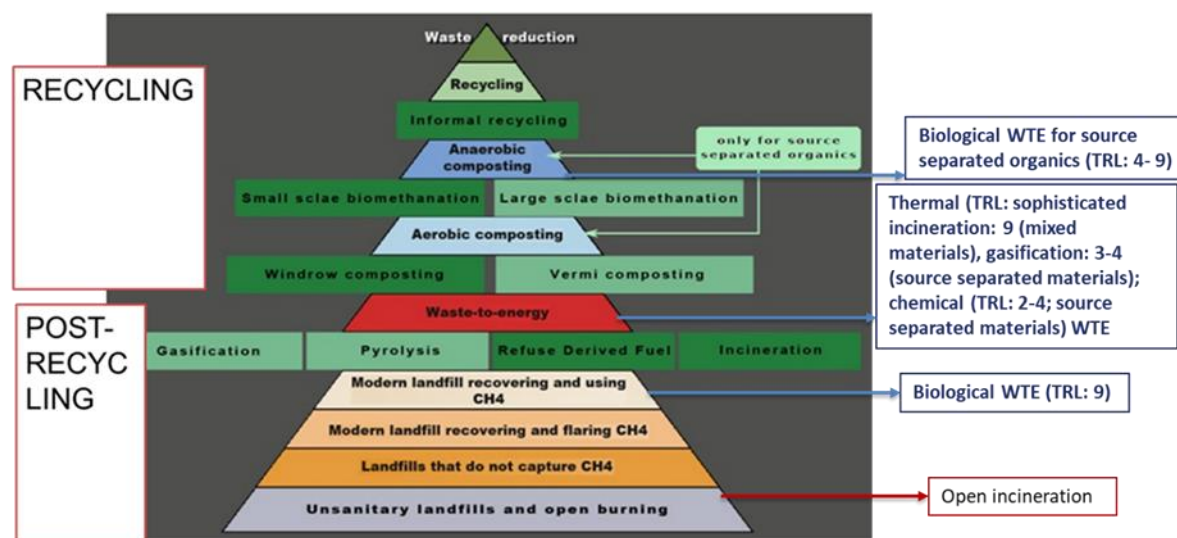 Waste reduction
RECYCLING
Recycling
Informal recycling
only for source
separated organics
Anaerobic
composting
Biological WTE for source
separated organics (TRL: 4- 9)
Small sclae biomethanation
Large sclae biomethanation
Aerobic composting
Windrow composting
Vermi composting
Thermal (TRL: sophisticated
incineration: 9 (mixed
materials), gasification: 3-4
(source separated materials);
chemical (TRL: 2-4; source
separated materials) WTE
POST-
RECYC
LING
Waste-to-energy
Gasification
Pyrolysis
Refuse Derived Fuel
Incineration
Modern landfill recovering and using
CH4
Biological WTE (TRL: 9)
Modern landfill recovering and flaring CH4
Landfills that do not capture CH4
Unsanitary landfills and open burning
Open incineration